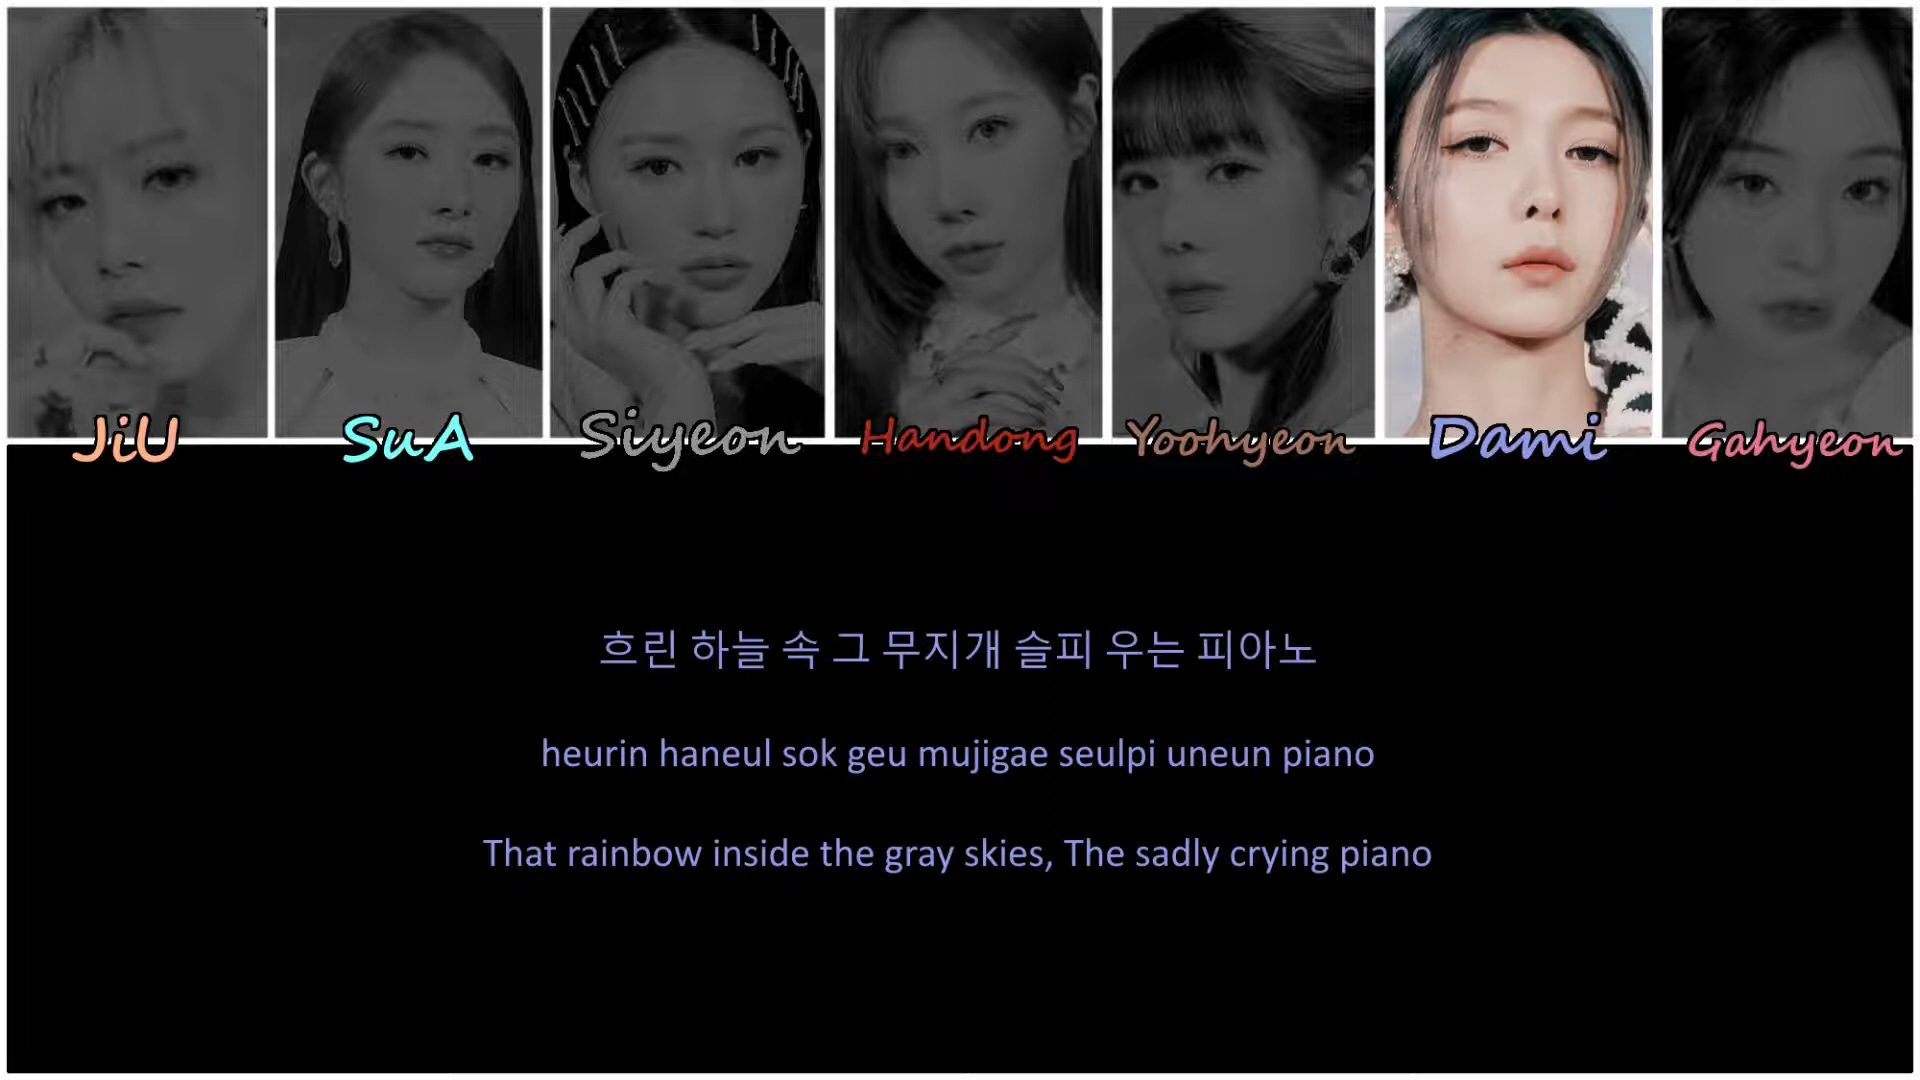 JiU SuA Siyeon Handong Yoohyeon Dami Gahyeon
흐린 하늘 속 그 무지개 슬피 우는 피아노
heurin haneul sok geu mujigae seulpi uneun piano
That rainbow inside the gray skies, The sadly crying piano